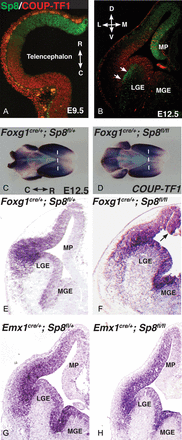 Sp8/COUP-TF1
R
C
Telencephalon
A
E9.5
D
L M
V
MP
LGE
MGE
B
E12.5
Foxg1cre/+; Sp8fl/+
Foxg1cre/+; Sp8fl/fl
C
C R
E12.5
D
COUP-TF1
Foxg1cre/+; Sp8fl/+
Foxg1cre/+; Sp8fl/fl
MP
LGE
MGE
E
LGE
MGE
F
Emx1cre/+; Sp8fl/+
Emx1cre/+; Sp8fl/fl
MP
LGE
MGE
G
MP
LGE
MGE
H